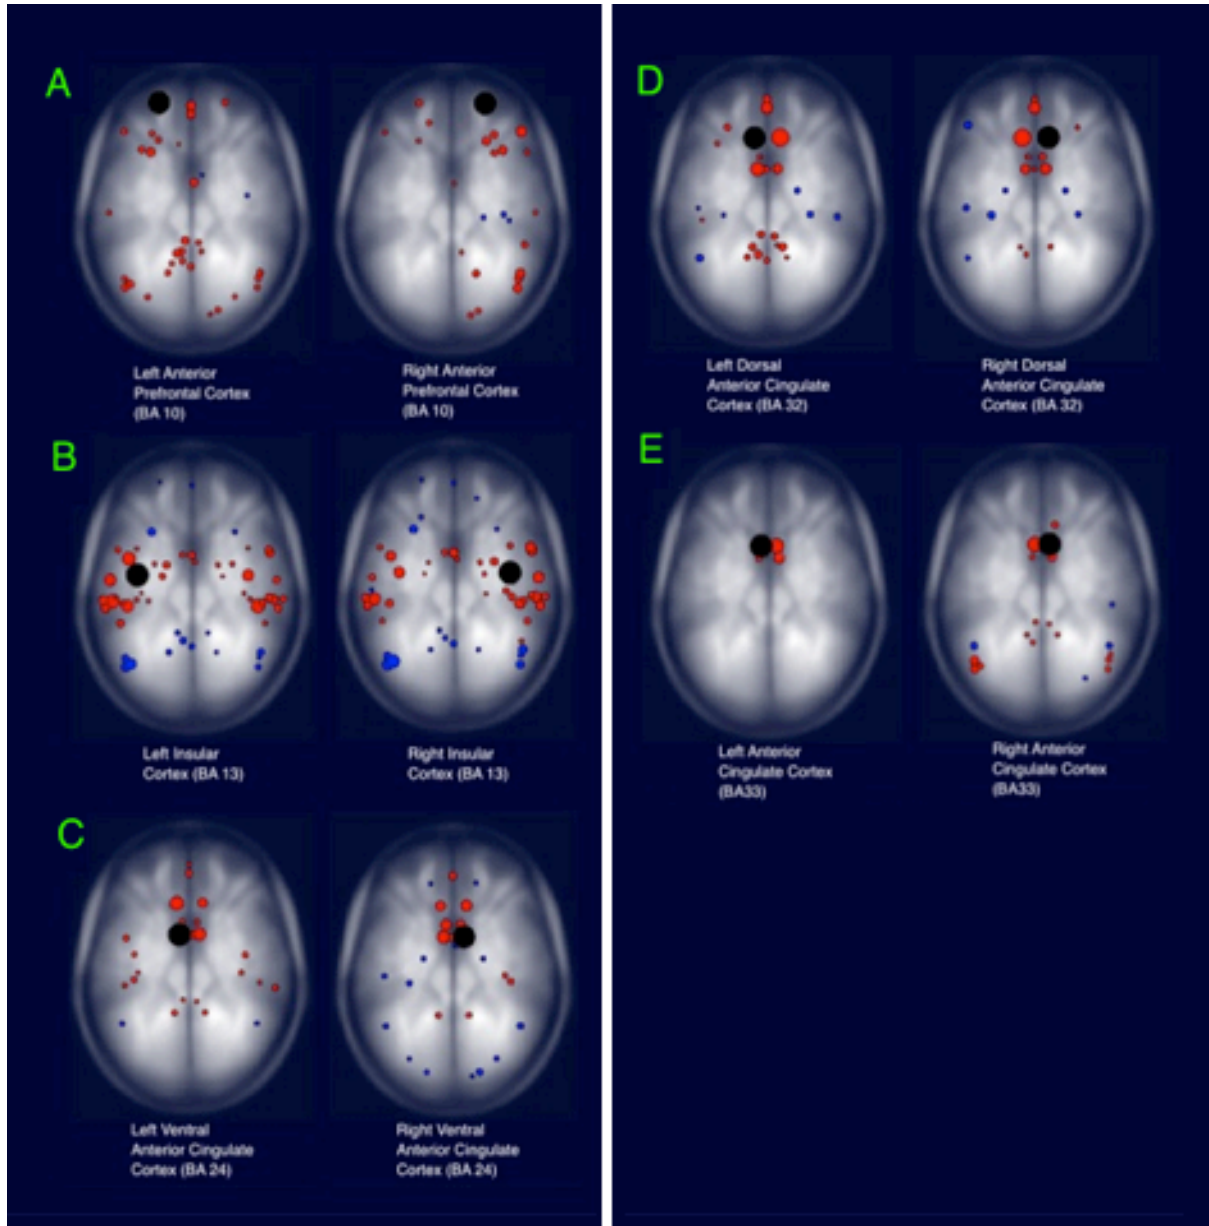 A
Left Anterior
Prefrontal Cortex
(BA 10)
Right Anterior
Prefrontal Cortex
(BA 10)
B
Left Insular
Cortex (BA 13)
Right Insular
Cortex (BA 13)
C
Left Ventral
Anterior Cingulate
Cortex (BA 24)
Right Ventral
Anterior Cingulate
Cortex (BA 24)
D
Left Dorsal
Anterior Cingulate
Cortex (BA 32)
Right Dorsal
Anterior Cingulate
Cortex (BA 32)
E
Left Anterior
Cingulate Cortex
(BA33)
Right Anterior
Cingulate Cortex
(BA33)